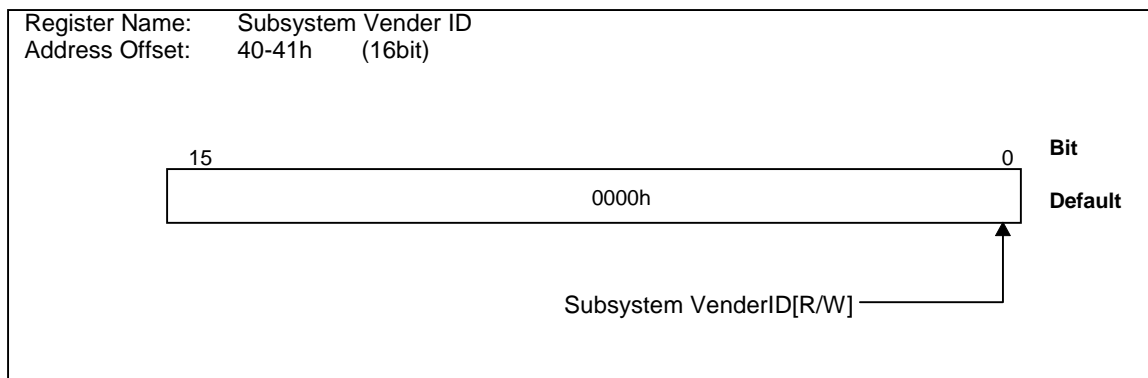 Register Name: Subsystem Vender ID
Address Offset: 40-41h (16bit)
15 0 Bit
0000h Default
Subsystem VenderID[R/W]